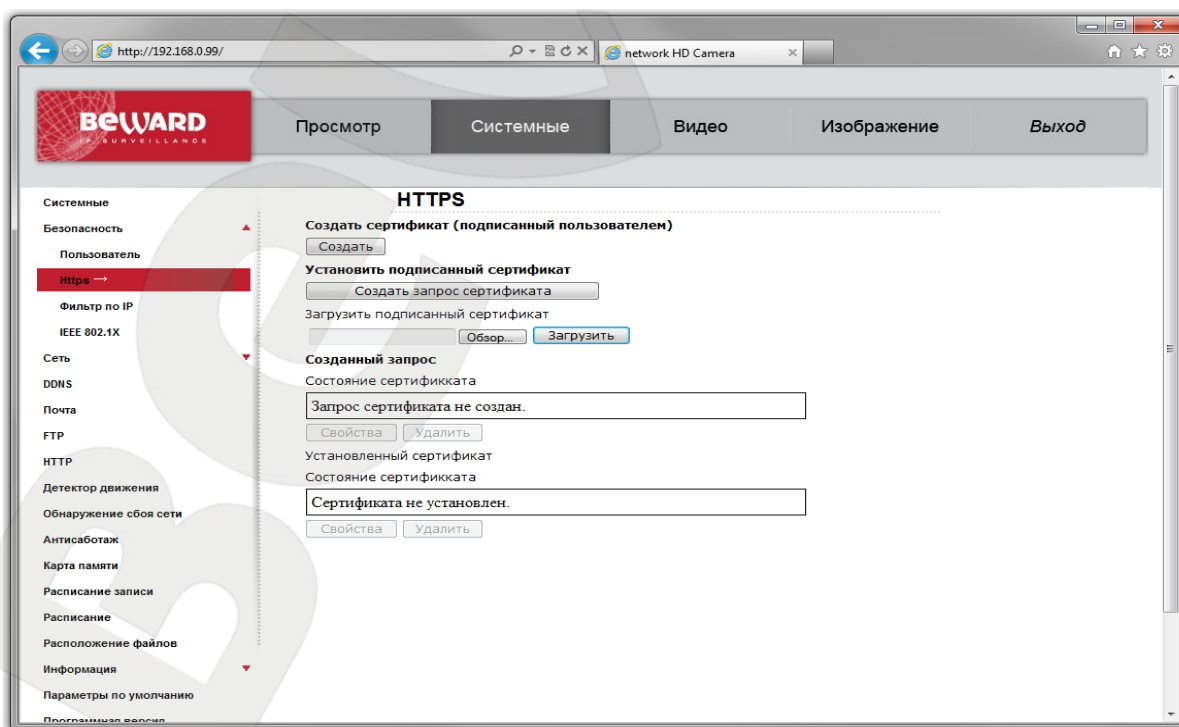 http://192.168.0.99/
network HD Camera
BEWARD
IP SURVEILLANCE
Просмотр
Системные
Видео
Изображение
Выход
Системные
Безопасность
Пользователь
Https →
Фильтр по IP
IEEE 802.1X
Сеть
DDNS
Почта
FTP
HTTP
Детектор движения
Обнаружение сбоя сети
Антисаботаж
Карта памяти
Расписание записи
Расписание
Расположение файлов
Информация
Параметры по умолчанию
Программная версия
HTTPS
Создать сертификат (подписанный пользователем)
Создать
Установить подписанный сертификат
Создать запрос сертификата
Загрузить подписанный сертификат
Обзор... Загрузить
Созданный запрос
Состояние сертификката
Запрос сертификата не создан.
Свойства Удалить
Установленный сертификат
Состояние сертификката
Сертификата не установлен.
Свойства Удалить